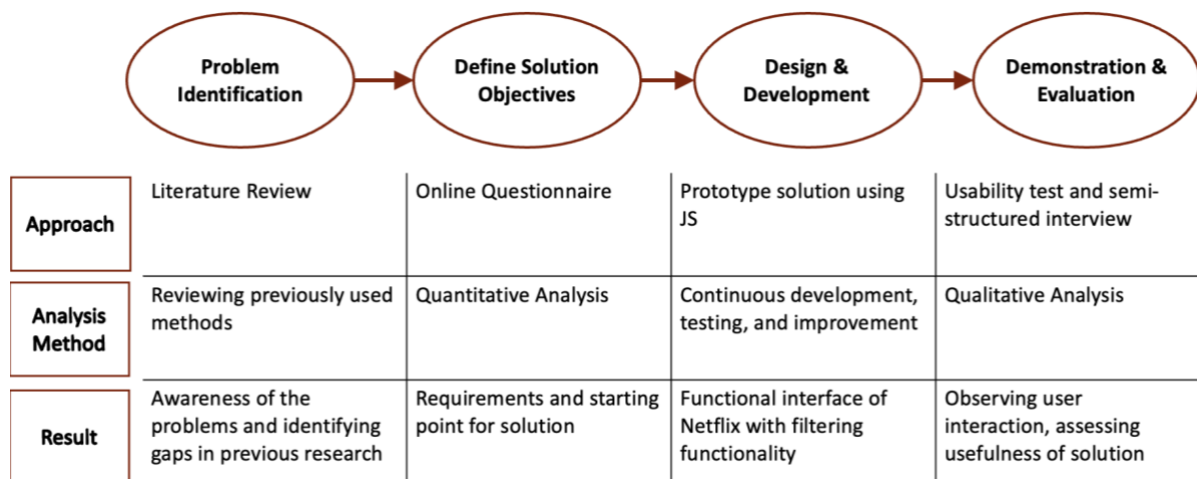 Problem
Identification
Define Solution
Objectives
Design &
Development
Demonstration &
Evaluation
Approach
Literature Review
Online Questionnaire
Prototype solution using
JS
Usability test and semi-
structured interview
Analysis
Method
Reviewing previously used
methods
Quantitative Analysis
Continuous development,
testing, and improvement
Qualitative Analysis
Result
Awareness of the
problems and identifying
gaps in previous research
Requirements and starting
point for solution
Functional interface of
Netflix with filtering
functionality
Observing user
interaction, assessing
usefulness of solution